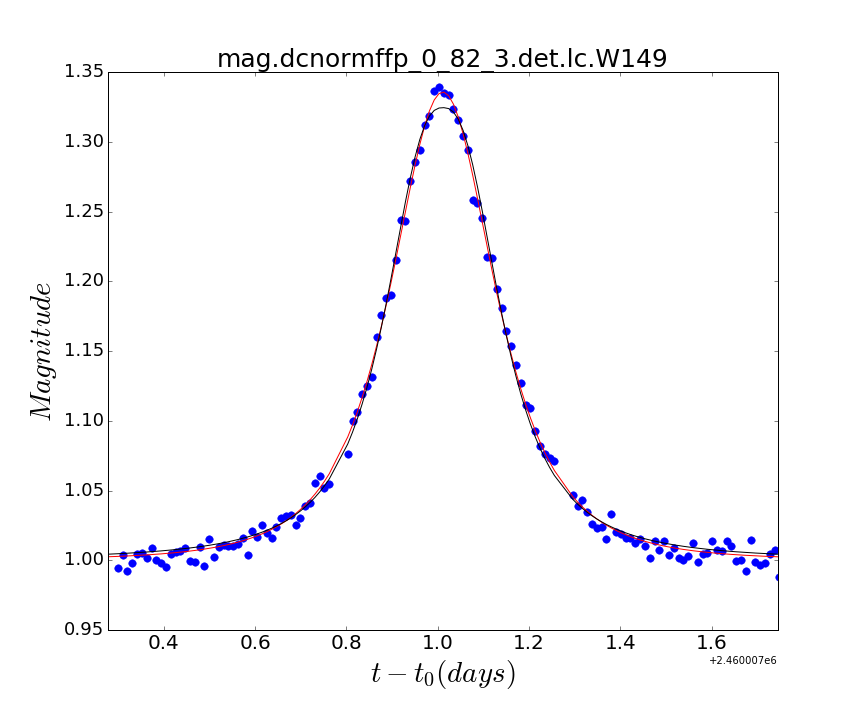 mag.dcnormffp_0_82_3.det.lc.W149
1.35
1.30
1.25
1.20
1.15
1.10
1.05
1.00
0.95
Magnitude
0.4 0.6 0.8 1.0 1.2 1.4 1.6
+2.460007e6
t − t₀(days)